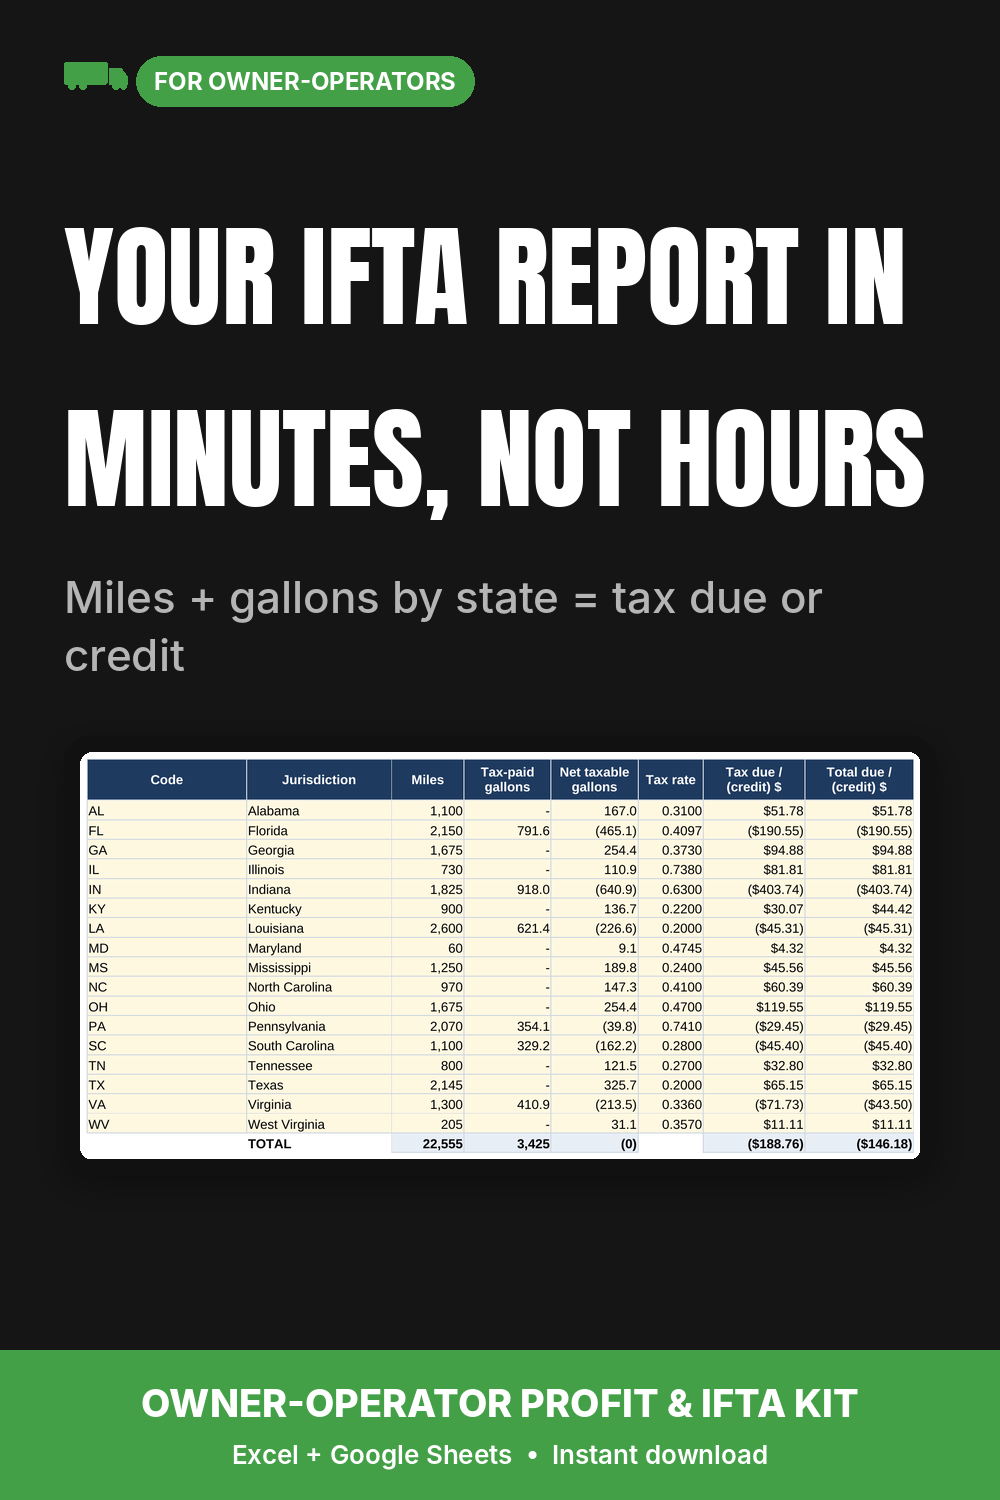 FOR OWNER-OPERATORS
YOUR IFTA REPORT IN
MINUTES, NOT HOURS
Miles + gallons by state = tax due or
credit
Code Jurisdiction Miles Tax-paid gallons Net taxable gallons Tax rate Tax due / (credit) $ Total due / (credit) $
AL Alabama 1,100 - 167.0 0.3100 $51.78 $51.78
FL Florida 2,150 791.6 (465.1) 0.4097 ($190.55) ($190.55)
GA Georgia 1,675 - 254.4 0.3730 $94.88 $94.88
IL Illinois 730 - 110.9 0.7380 $81.81 $81.81
IN Indiana 1,825 918.0 (640.9) 0.6300 ($403.74) ($403.74)
KY Kentucky 900 - 136.7 0.2200 $30.07 $44.42
LA Louisiana 2,600 621.4 (226.6) 0.2000 ($45.31) ($45.31)
MD Maryland 60 - 9.1 0.4745 $4.32 $4.32
MS Mississippi 1,250 - 189.8 0.2400 $45.56 $45.56
NC North Carolina 970 - 147.3 0.4100 $60.39 $60.39
OH Ohio 1,675 - 254.4 0.4700 $119.55 $119.55
PA Pennsylvania 2,070 354.1 (39.8) 0.7410 ($29.45) ($29.45)
SC South Carolina 1,100 329.2 (162.2) 0.2800 ($45.40) ($45.40)
TN Tennessee 800 - 121.5 0.2700 $32.80 $32.80
TX Texas 2,145 - 325.7 0.2000 $65.15 $65.15
VA Virginia 1,300 410.9 (213.5) 0.3360 ($71.73) ($43.50)
WV West Virginia 205 - 31.1 0.3570 $11.11 $11.11
TOTAL 22,555 3,425 (0) ($188.76) ($146.18)
OWNER-OPERATOR PROFIT & IFTA KIT
Excel + Google Sheets • Instant download